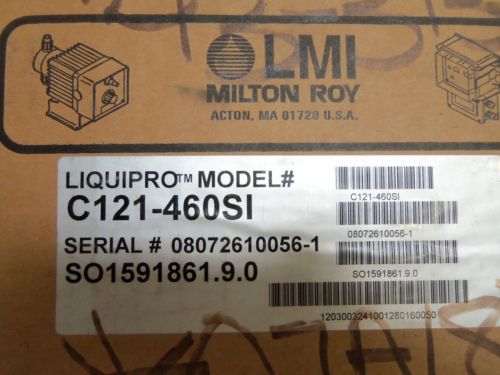 LMI
MILTON ROY
ACTON, MA 01720 U.S.A.
LIQUIPRO™ MODEL#
C121-460SI
SERIAL # 08072610056-1
SO1591861.9.0
C121-460SI
08072610056-1
SO1591861.9.0
1203003241001280160050